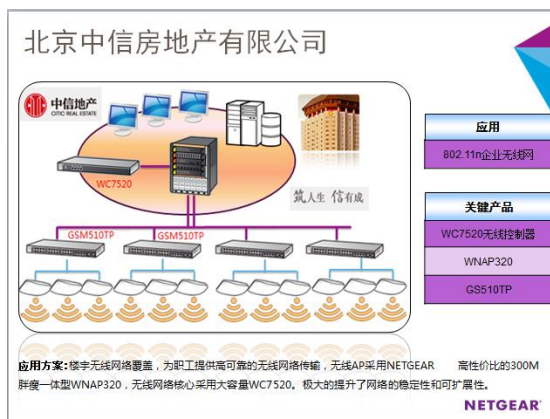 北京中信房地产有限公司
中信地产
CITIC REAL ESTATE
WC7520
筑人生 信有成
GSM510TP
GSM510TP
应用
802.11n企业无线网
关键产品
WC7520无线控制器
WNAP320
GS510TP
应用方案:楼宇无线网络覆盖，为职工提供高可靠的无线网络传输，无线AP采用NETGEAR 高性价比的300M
胖瘦一体型WNAP320，无线网络核心采用大容量WC7520。极大的提升了网络的稳定性和可扩展性。
NETGEAR